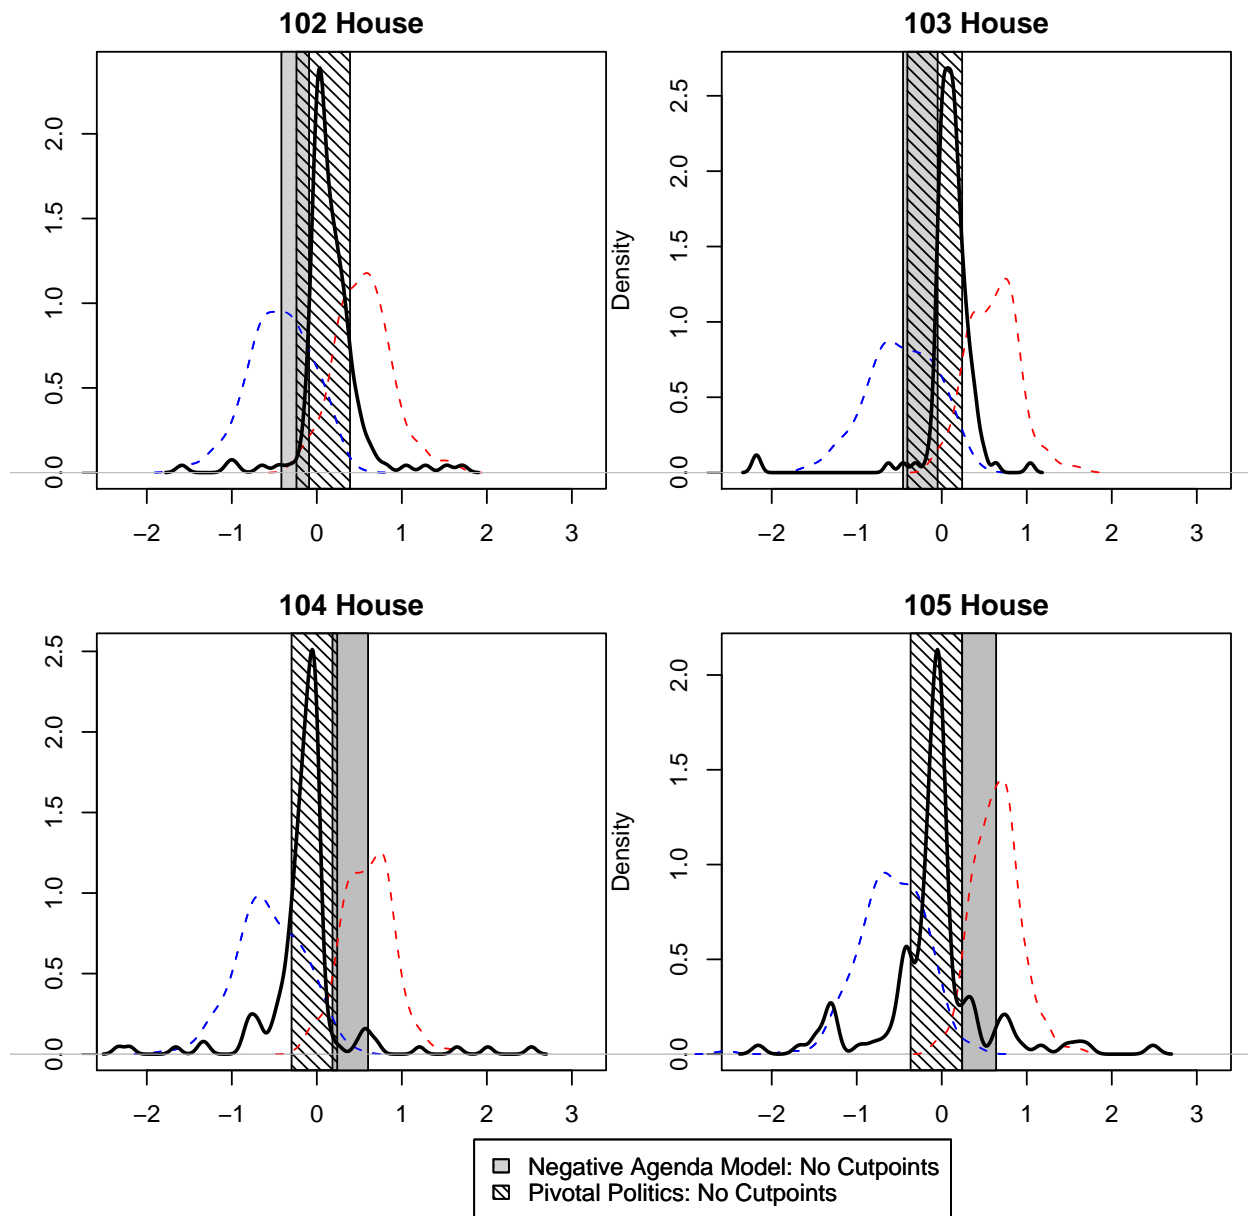 102 House
103 House
0.0 0.5 1.0 1.5 2.0
Density
0.0 0.5 1.0 1.5 2.0 2.5
−2 −1 0 1 2 3
−2 −1 0 1 2 3
104 House
105 House
0.0 0.5 1.0 1.5 2.0 2.5
Density
0.0 0.5 1.0 1.5 2.0
−2 −1 0 1 2 3
−2 −1 0 1 2 3
Negative Agenda Model: No Cutpoints
Pivotal Politics: No Cutpoints